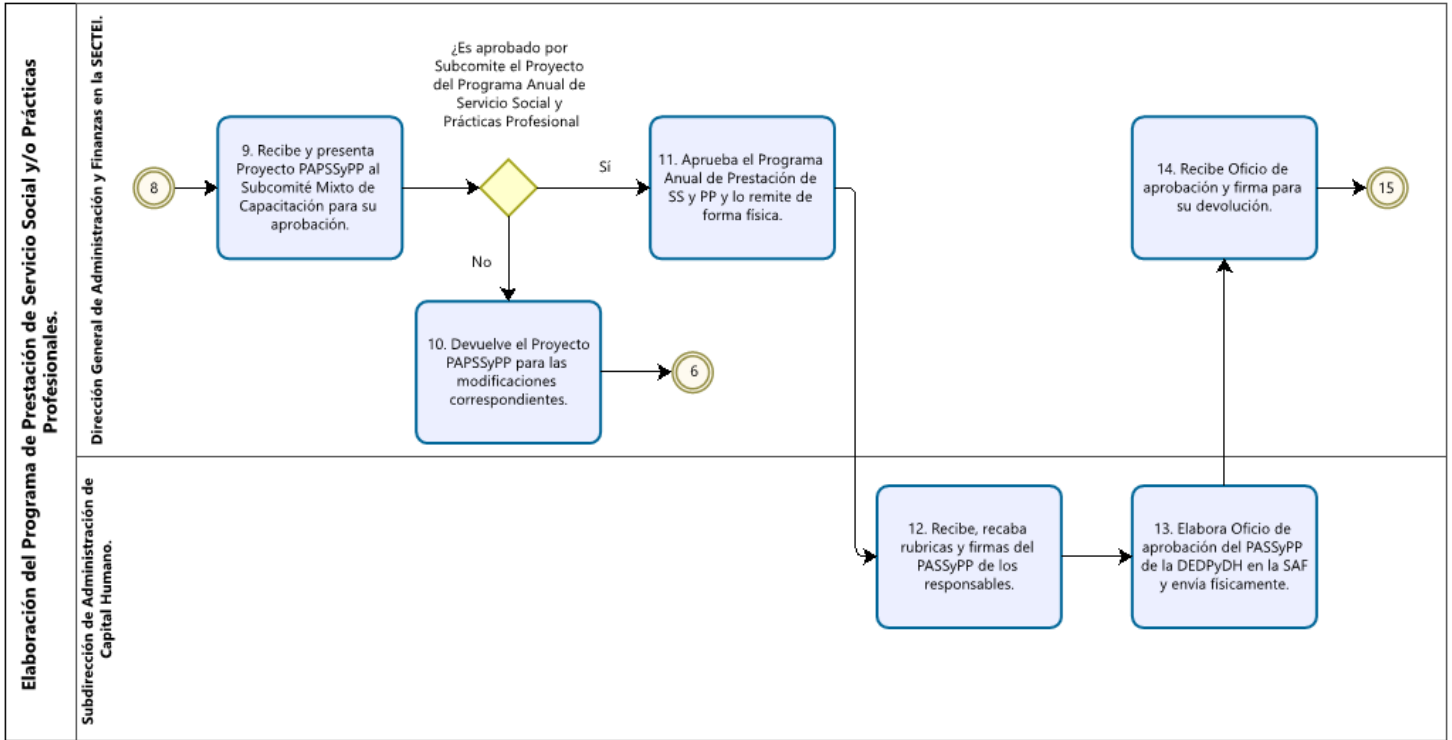 Elaboración del Programa de Prestación de Servicio Social y/o Prácticas
Profesionales.
Dirección General de Administración y Finanzas en la SECTEI.
8
9. Recibe y presenta
Proyecto PAPSSyPP al
Subcomité Mixto de
Capacitación para su
aprobación.
¿Es aprobado por
Subcomite el Proyecto
del Programa Anual de
Servicio Social y
Prácticas Profesional
Sí
No
10. Devuelve el Proyecto
PAPSSyPP para las
modificaciones
correspondientes.
6
11. Aprueba el Programa
Anual de Prestación de
SS y PP y lo remite de
forma física.
14. Recibe Oficio de
aprobación y firma para
su devolución.
15
Subdirección de Administración de
Capital Humano.
12. Recibe, recaba
rubricas y firmas del
PASSyPP de los
responsables.
13. Elabora Oficio de
aprobación del PASSyPP
de la DEDPyDH en la SAF
y envía físicamente.